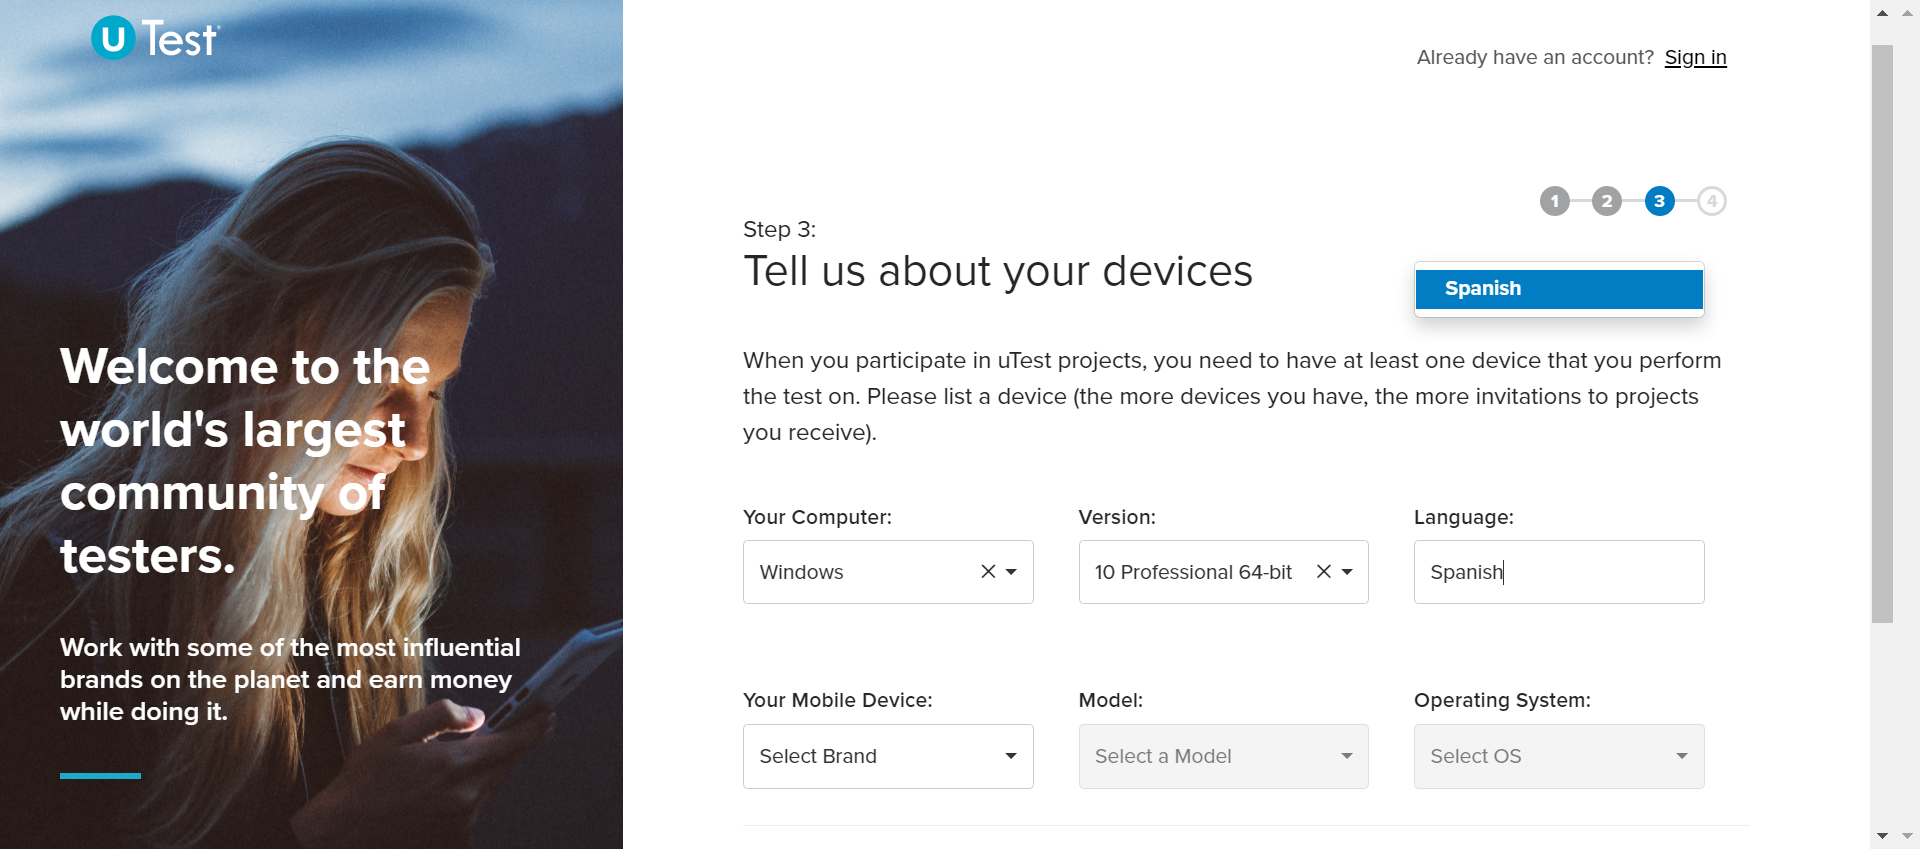 u Test
Already have an account? Sign in
1 2 3 4
Step 3:
Tell us about your devices
Spanish
Welcome to the
world's largest
community of
testers.
When you participate in uTest projects, you need to have at least one device that you perform
the test on. Please list a device (the more devices you have, the more invitations to projects
you receive).
Your Computer: Version: Language:
Windows 10 Professional 64-bit Spanish
Work with some of the most influential
brands on the planet and earn money
while doing it.
Your Mobile Device: Model: Operating System:
Select Brand Select a Model Select OS